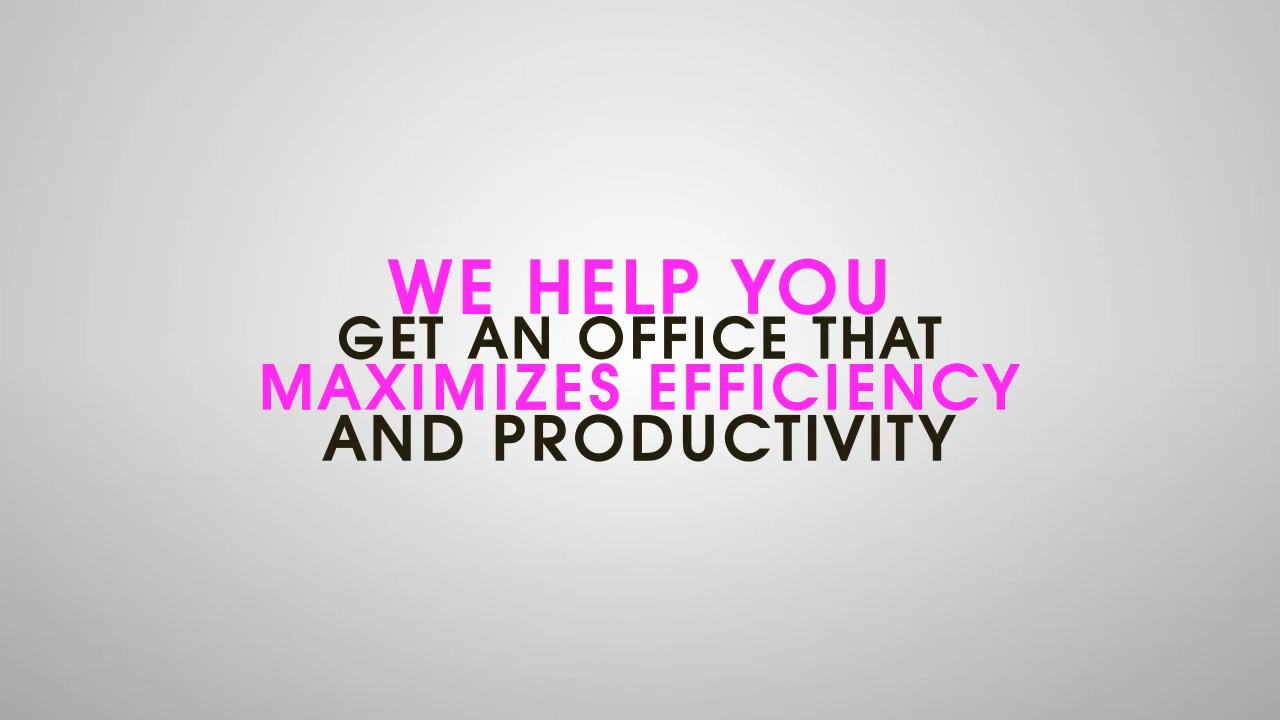 WE HELP YOU
GET AN OFFICE THAT
MAXIMIZES EFFICIENCY
AND PRODUCTIVITY